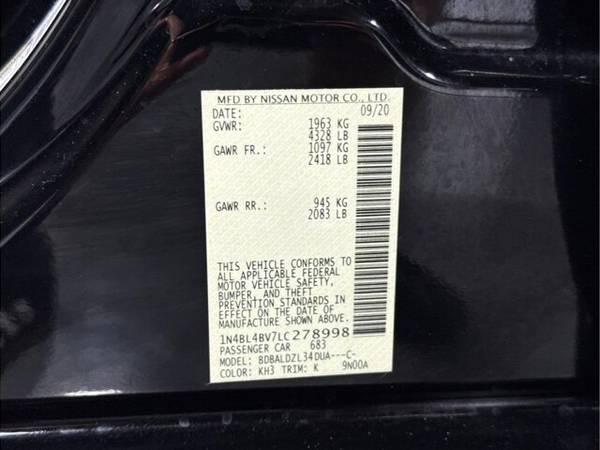 MFD BY NISSAN MOTOR CO., LTD.
DATE: 09/20
GVWR: 1963 KG
4328 LB
GAWR FR.: 1097 KG
2418 LB
GAWR RR.: 945 KG
2083 LB
THIS VEHICLE CONFORMS TO
ALL APPLICABLE FEDERAL
MOTOR VEHICLE SAFETY,
BUMPER, AND THEFT
PREVENTION STANDARDS IN
EFFECT ON THE DATE OF
MANUFACTURE SHOWN ABOVE.
1N4BL4BV7LC278998
PASSENGER CAR 683
MODEL: BDBALDZL34DUA---C-
COLOR: KH3 TRIM: K 9N00A